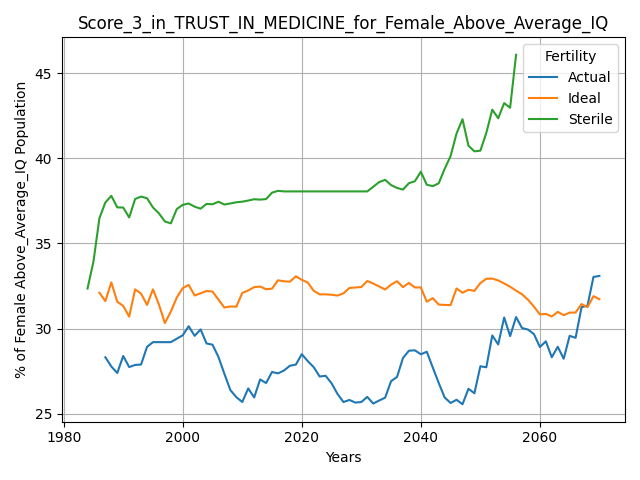 Score_3_in_TRUST_IN_MEDICINE_for_Female_Above_Average_IQ
% of Female Above_Average_IQ Population
45
40
35
30
25
Fertility
Actual
Ideal
Sterile
1980
2000
2020
2040
2060
Years